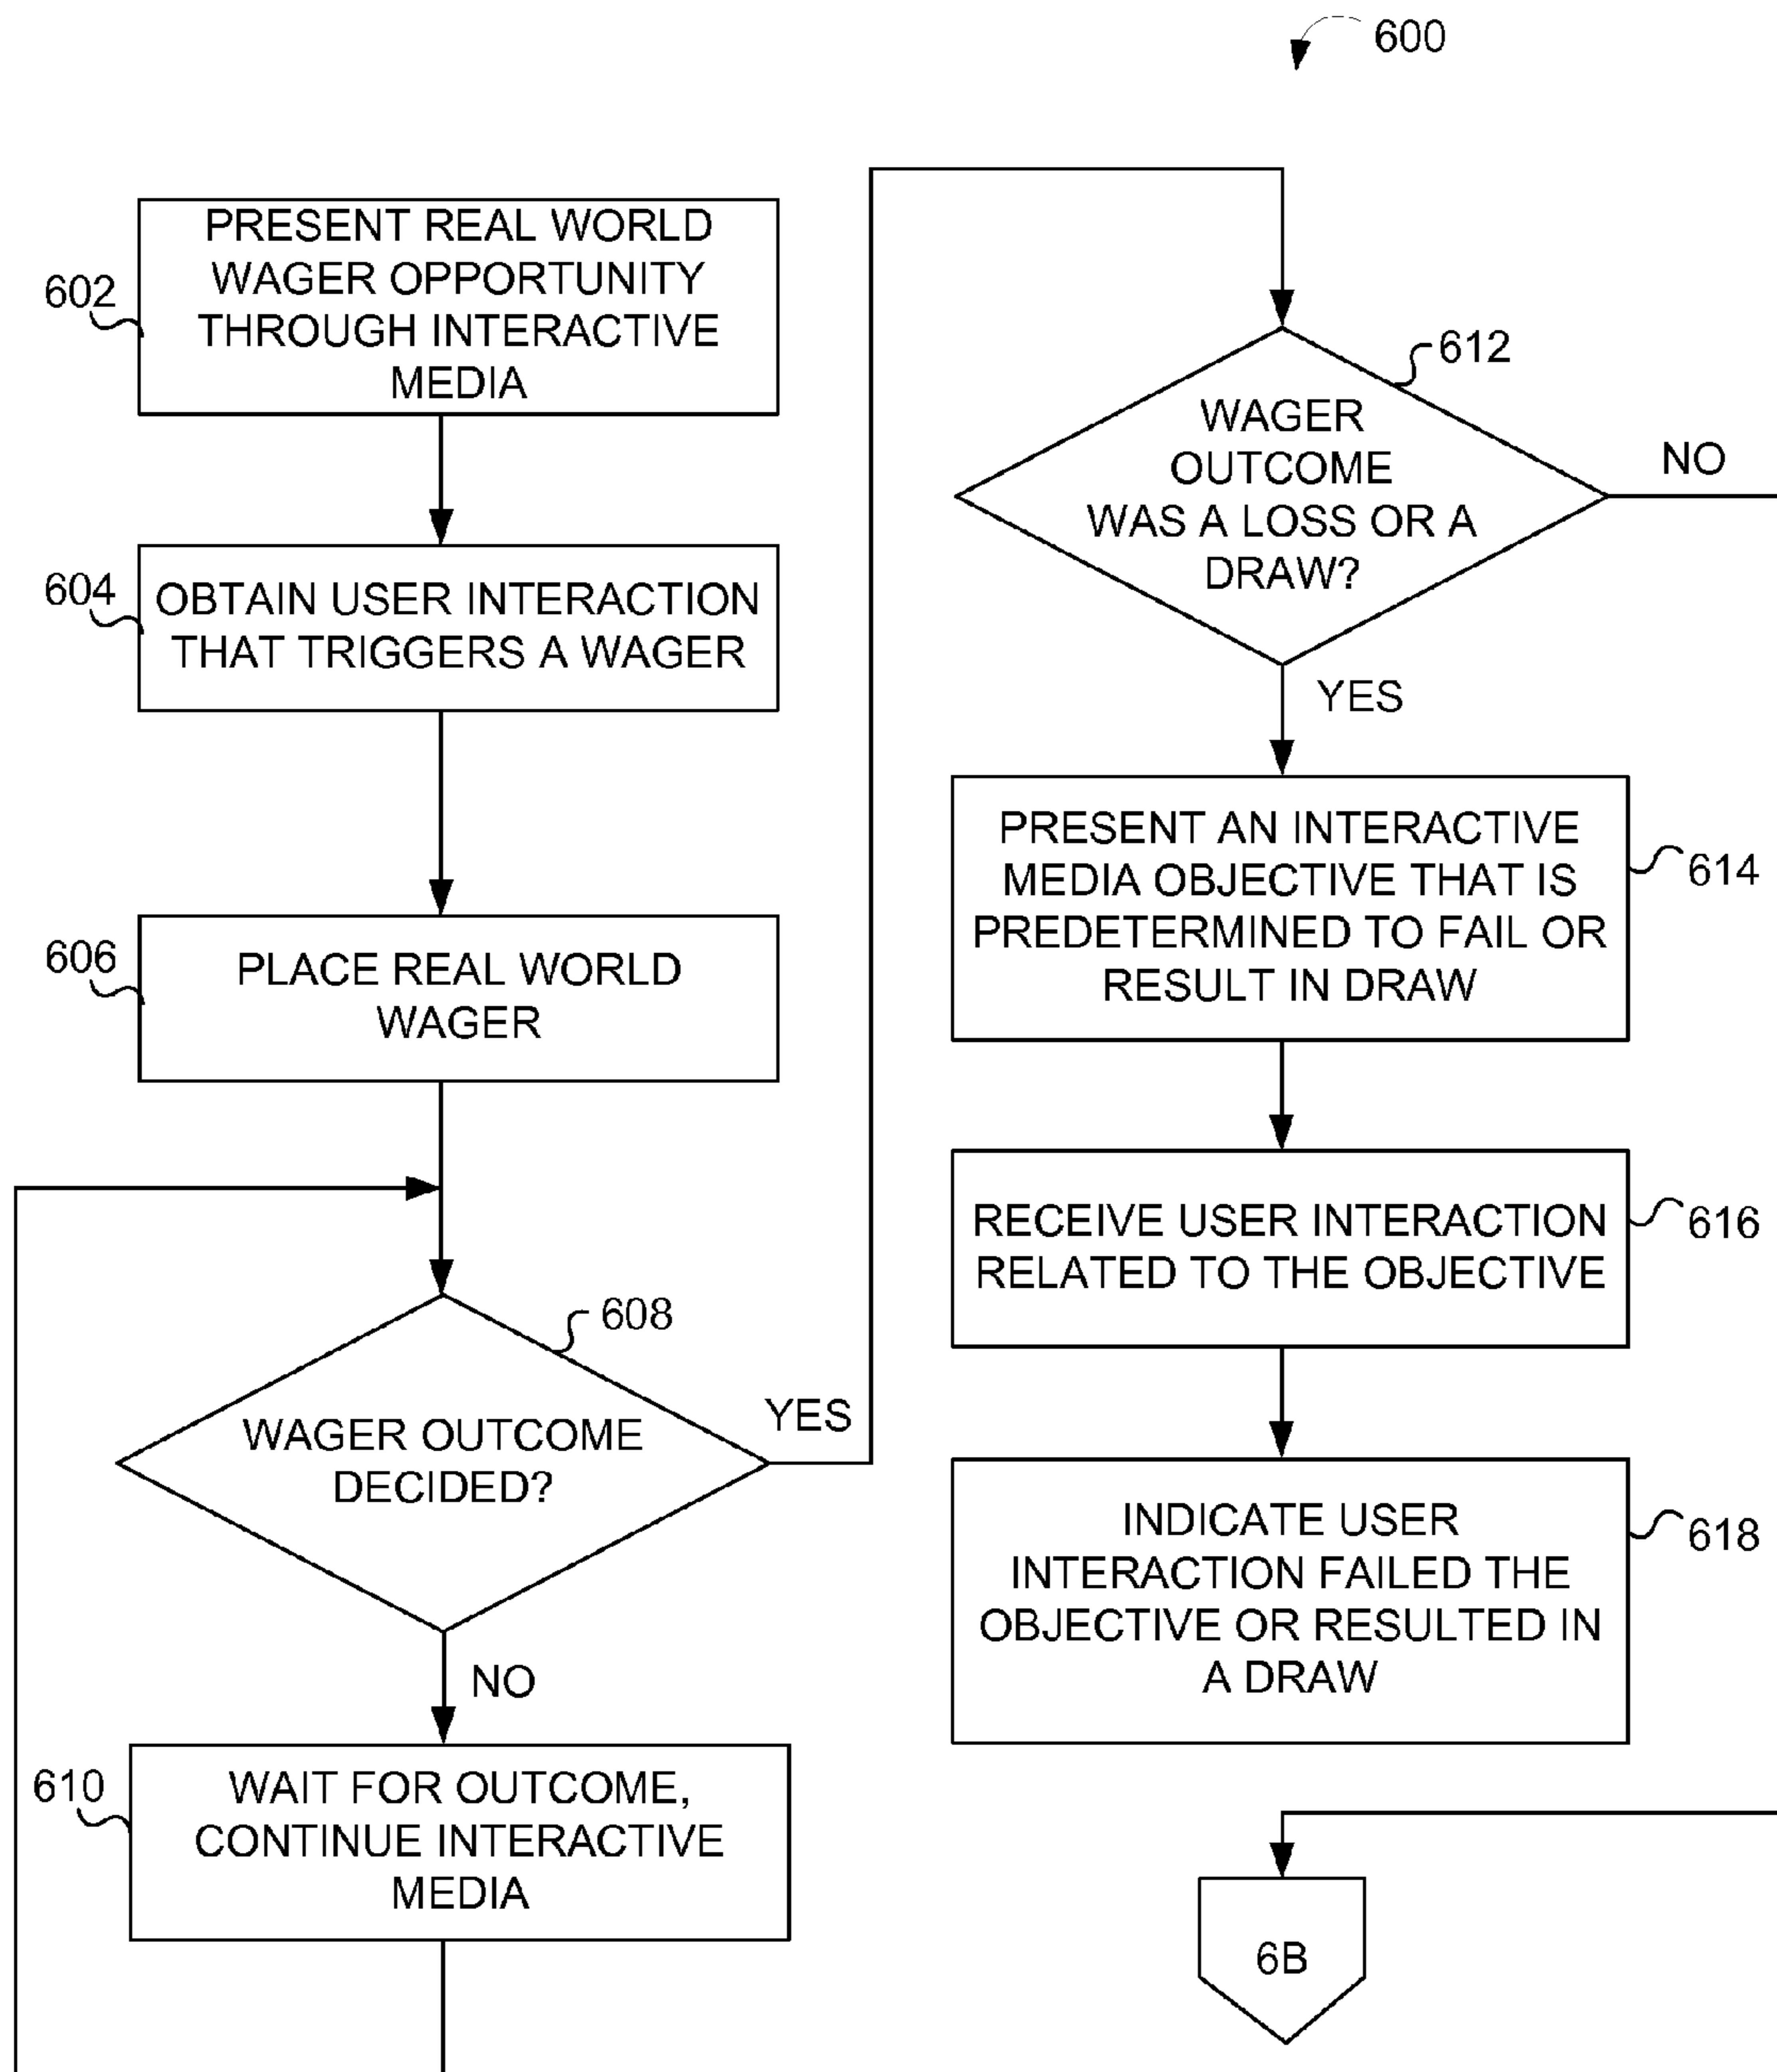 600
602
PRESENT REAL WORLD
WAGER OPPORTUNITY
THROUGH INTERACTIVE
MEDIA
604
OBTAIN USER INTERACTION
THAT TRIGGERS A WAGER
606
PLACE REAL WORLD
WAGER
608
WAGER OUTCOME
DECIDED?
YES
NO
610
WAIT FOR OUTCOME,
CONTINUE INTERACTIVE
MEDIA
612
WAGER
OUTCOME
WAS A LOSS OR A
DRAW?
NO
YES
PRESENT AN INTERACTIVE
MEDIA OBJECTIVE THAT IS
PREDETERMINED TO FAIL OR
RESULT IN DRAW
614
RECEIVE USER INTERACTION
RELATED TO THE OBJECTIVE
616
INDICATE USER
INTERACTION FAILED THE
OBJECTIVE OR RESULTED IN
A DRAW
618
6B